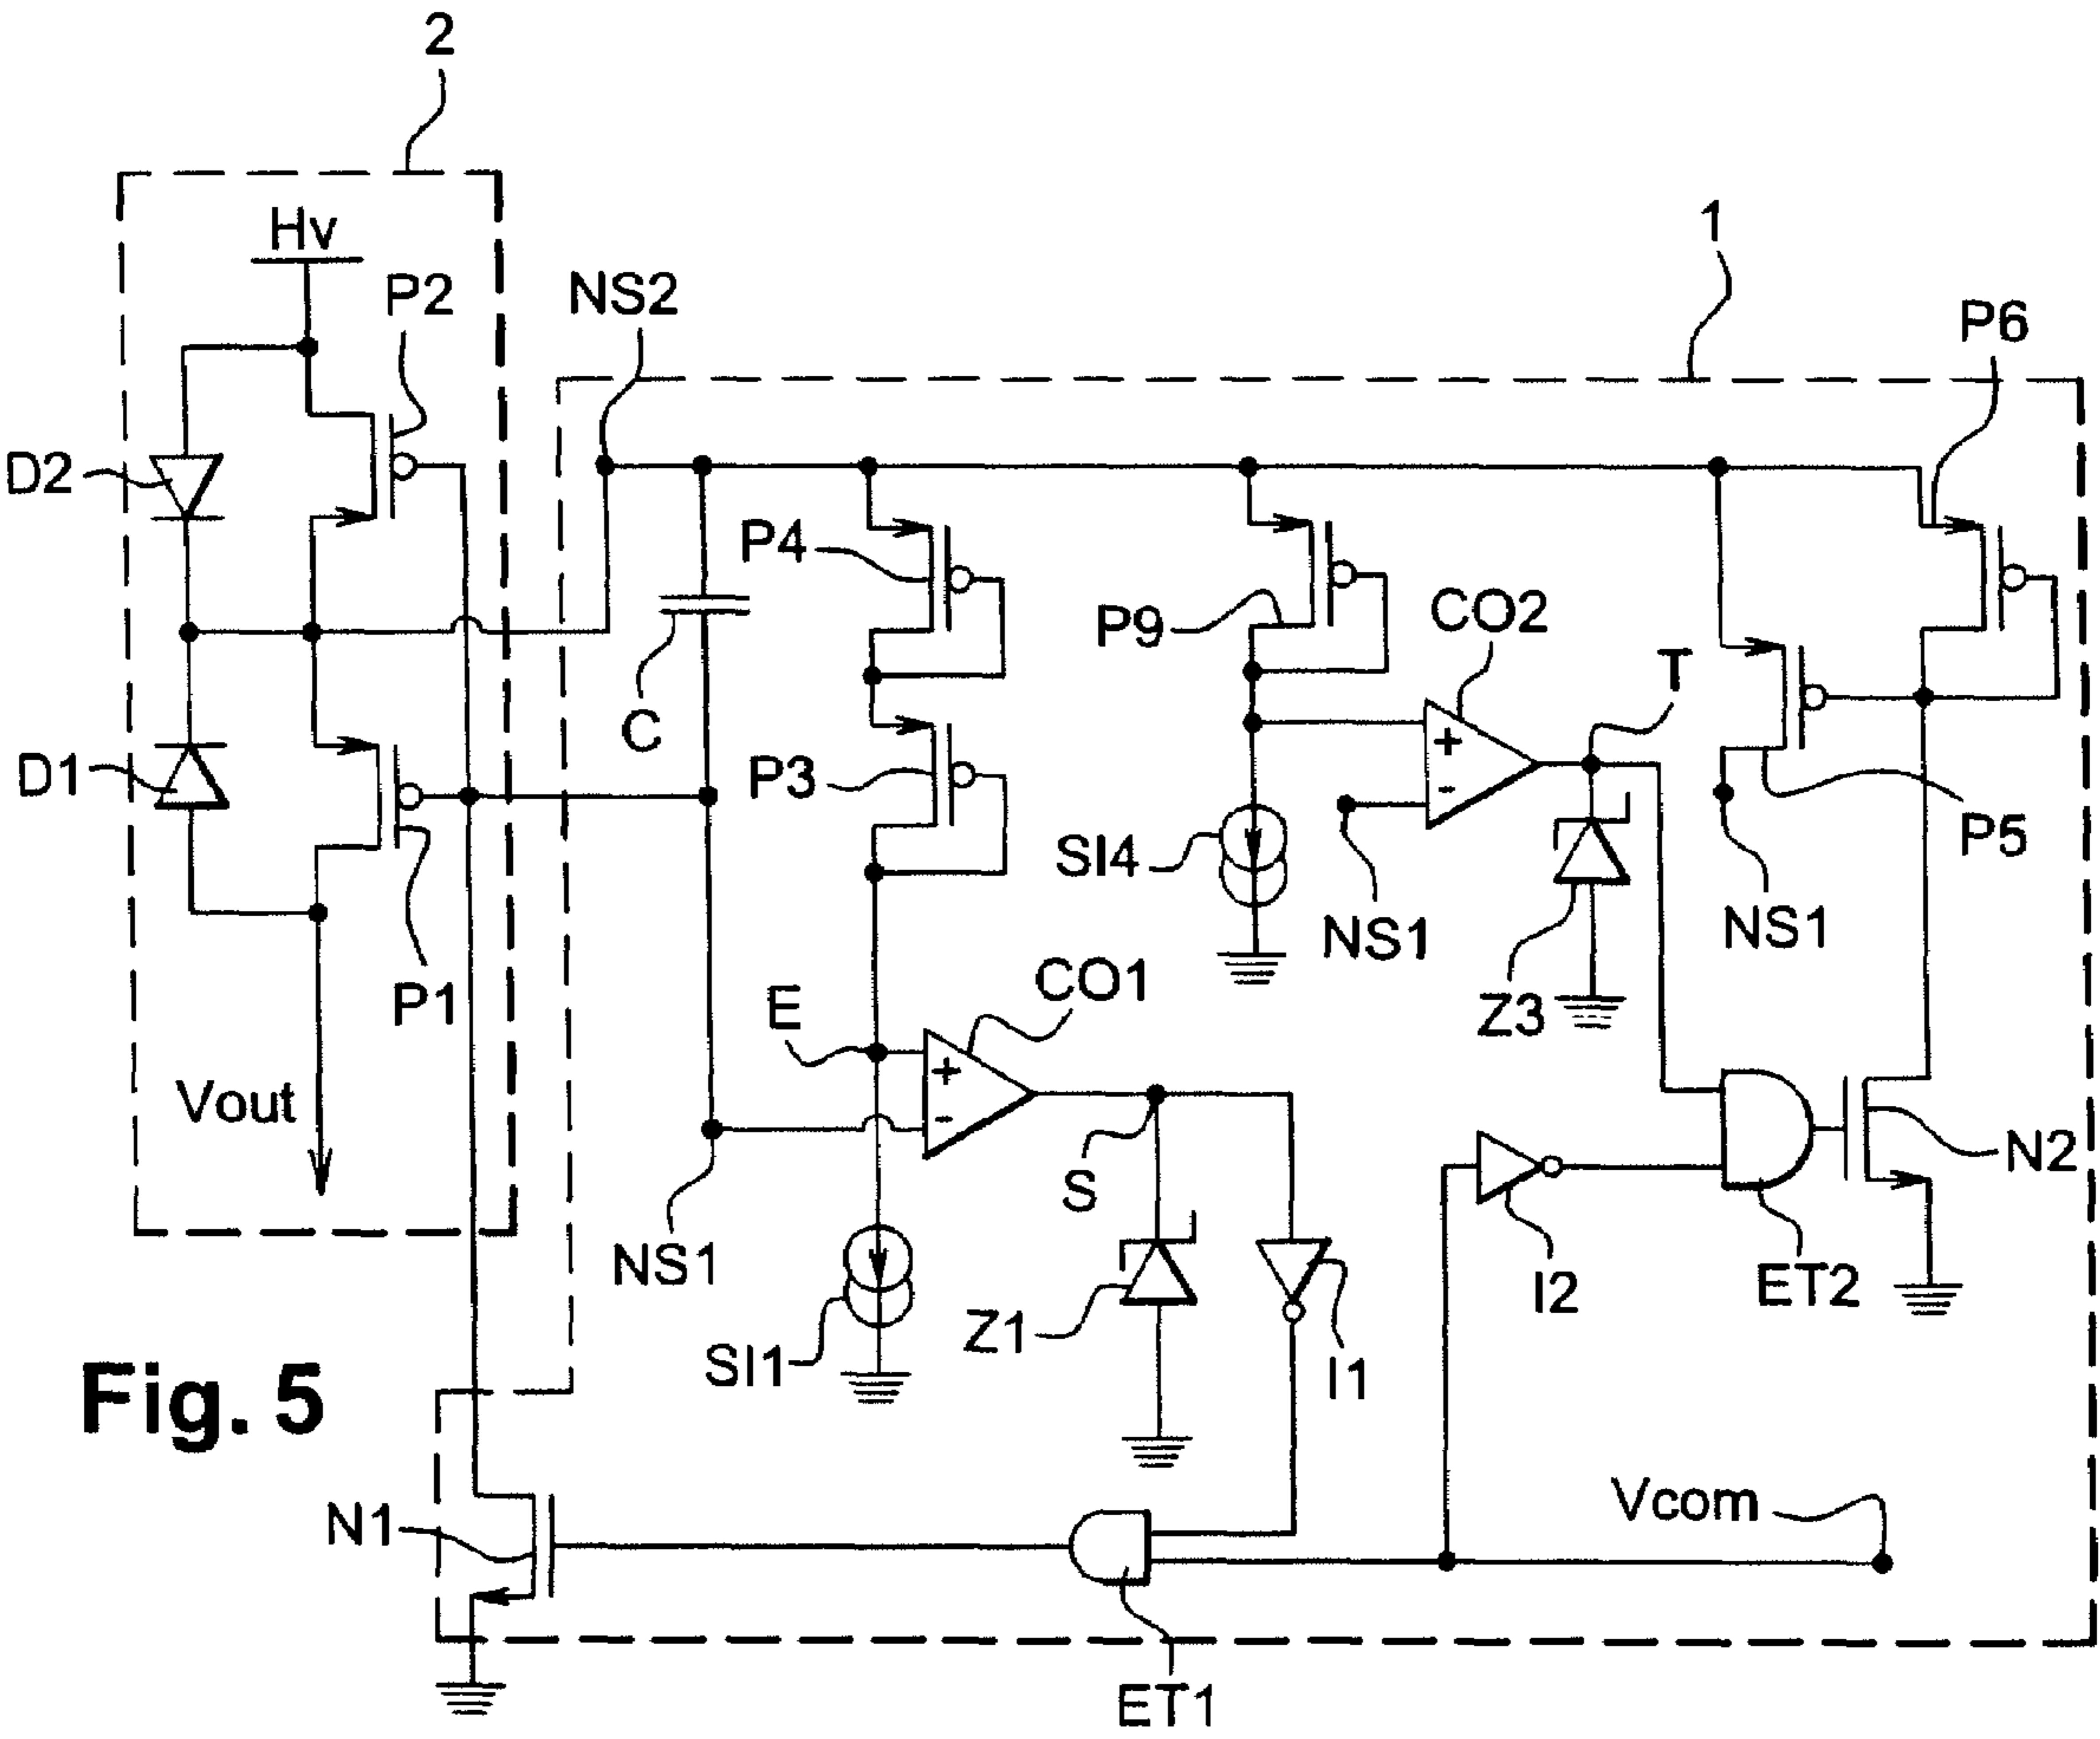 2
Hv
P2
NS2
1
P6
D2
P4
P9
CO2
T
C
D1
P3
SI4
P5
NS1
NS1
Z3
P1
E
CO1
Vout
S
N2
NS1
I2
ET2
SI1
Z1
I1
Fig. 5
N1
Vcom
ET1
+
-
+
-